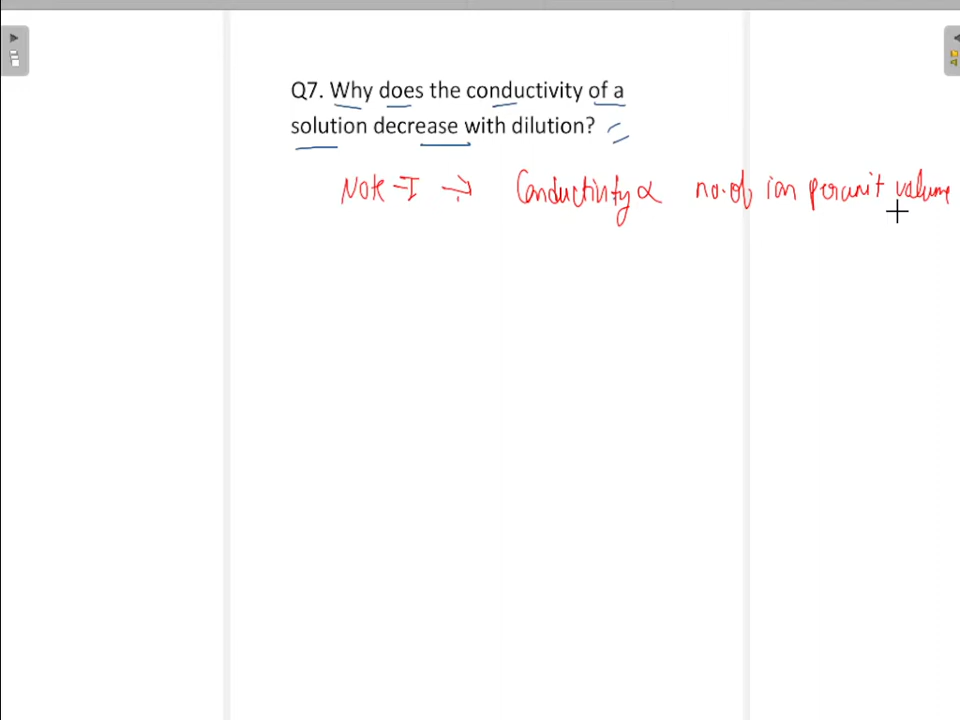 Q7. Why does the conductivity of a
solution decrease with dilution?
Note-I → Conductivity ∝ no. of ion per unit volume